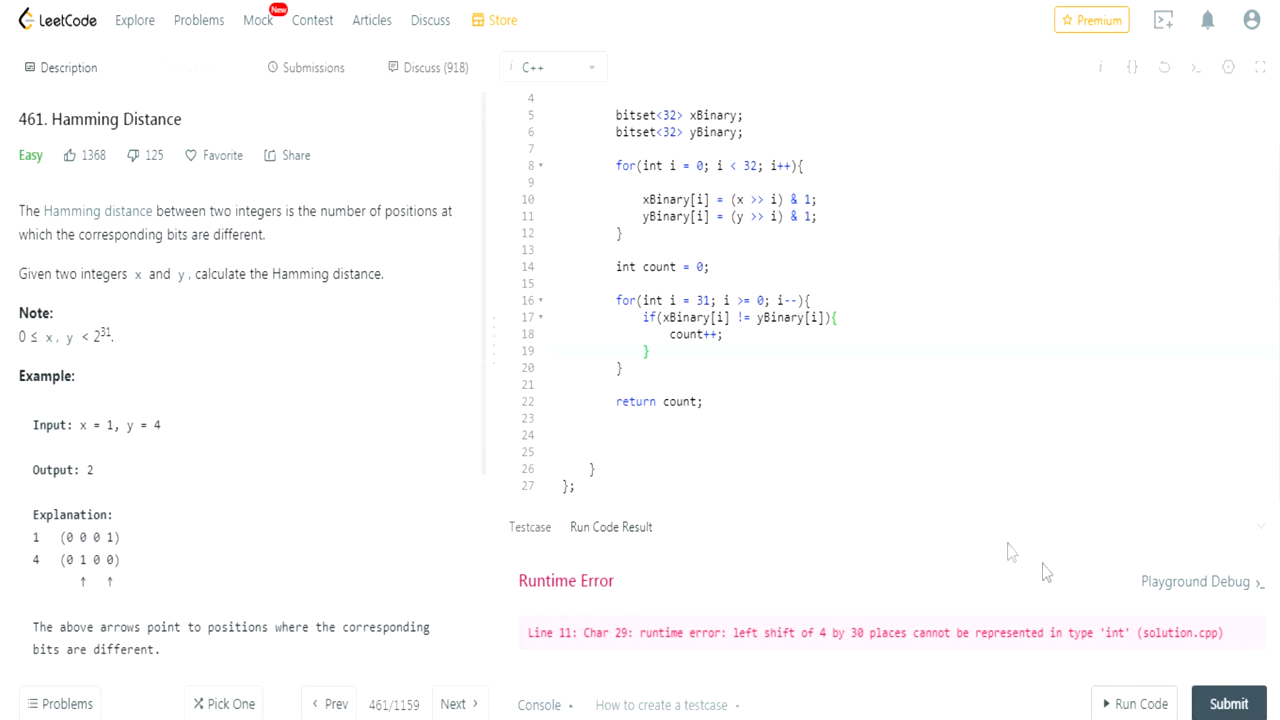 LeetCode Explore Problems Mock New Contest Articles Discuss Store Premium
Description Submissions Discuss (918) i C++
461. Hamming Distance
Easy 1368 125 Favorite Share
The Hamming distance between two integers is the number of positions at
which the corresponding bits are different.
Given two integers x and y, calculate the Hamming distance.
Note:
0 ≤ x, y < 2³¹.
Example:
Input: x = 1, y = 4
Output: 2
Explanation:
1 (0 0 0 1)
4 (0 1 0 0)
↑ ↑
The above arrows point to positions where the corresponding
bits are different.
4
5 bitset<32> xBinary;
6 bitset<32> yBinary;
7
8 for(int i = 0; i < 32; i++){
9
10 xBinary[i] = (x >> i) & 1;
11 yBinary[i] = (y >> i) & 1;
12 }
13
14 int count = 0;
15
16 for(int i = 31; i >= 0; i--){
17 if(xBinary[i] != yBinary[i]){
18 count++;
19 }
20 }
21
22 return count;
23
24
25
26 }
27 };
Testcase Run Code Result
Runtime Error
Playground Debug
Line 11: Char 29: runtime error: left shift of 4 by 30 places cannot be represented in type 'int' (solution.cpp)
Problems Pick One Prev 461/1159 Next Console How to create a testcase Run Code Submit